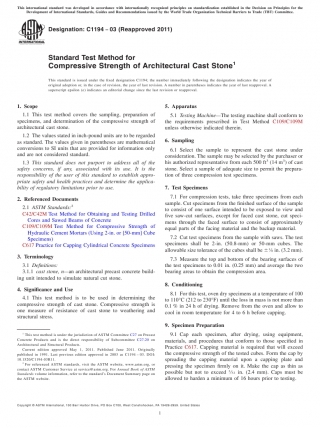 This international standard was developed in accordance with internationally recognized principles on standardization established in the Decision on Principles for the
Development of International Standards, Guides and Recommendations issued by the World Trade Organization Technical Barriers to Trade (TBT) Committee.
Designation: C1194 - 03 (Reapproved 2011)
Standard Test Method for
Compressive Strength of Architectural Cast Stone1
This standard is issued under the fixed designation C1194; the number immediately following the designation indicates the year of
original adoption or, in the case of revision, the year of last revision. A number in parentheses indicates the year of last reapproval. A
superscript epsilon (ε) indicates an editorial change since the last revision or reapproval.
1. Scope
1.1 This test method covers the sampling, preparation of
specimens, and determination of the compressive strength of
architectural cast stone.
1.2 The values stated in inch-pound units are to be regarded
as standard. The values given in parentheses are mathematical
conversions to SI units that are provided for information only
and are not considered standard.
1.3 This standard does not purport to address all of the
safety concerns, if any, associated with its use. It is the
responsibility of the user of this standard to establish appro-
priate safety and health practices and determine the applica-
bility of regulatory limitations prior to use.
2. Referenced Documents
2.1 ASTM Standards:2
C42/C42M Test Method for Obtaining and Testing Drilled
Cores and Sawed Beams of Concrete
C109/C109M Test Method for Compressive Strength of
Hydraulic Cement Mortars (Using 2-in. or [50-mm] Cube
Specimens)
C617 Practice for Capping Cylindrical Concrete Specimens
3. Terminology
3.1 Definitions:
3.1.1 cast stone, n—an architectural precast concrete build-
ing unit intended to simulate natural cut stone.
4. Significance and Use
4.1 This test method is to be used in determining the
compressive strength of cast stone. Compressive strength is
one measure of resistance of cast stone to weathering and
structural stress.
1 This test method is under the jurisdiction of ASTM Committee C27 on Precast
Concrete Products and is the direct responsibility of Subcommittee C27.20 on
Architectural and Structural Products.
Current edition approved May 1, 2011. Published June 2011. Originally
published in 1991. Last previous edition approved in 2003 as C1194 – 03. DOI:
10.1520/C1194-03R11.
2 For referenced ASTM standards, visit the ASTM website, www.astm.org, or
contact ASTM Customer Service at service@astm.org. For Annual Book of ASTM
Standards volume information, refer to the standard's Document Summary page on
the ASTM website.
5. Apparatus
5.1 Testing Machine—The testing machine shall conform to
the requirements prescribed in Test Method C109/C109M
unless otherwise indicated therein.
6. Sampling
6.1 Select the sample to represent the cast stone under
consideration. The sample may be selected by the purchaser or
his authorized representative from each 500 ft3 (14 m3) of cast
stone. Select a sample of adequate size to permit the prepara-
tion of three compression test specimens.
7. Test Specimens
7.1 For compression tests, take three specimens from each
sample. Cut specimens from the finished surface of the sample
to consist of one surface intended to be exposed to view and
five saw-cut surfaces, except for faced cast stone, cut speci-
mens through the faced surface to consist of approximately
equal parts of the facing material and the backup material.
7.2 Cut test specimens from the sample with saws. The test
specimens shall be 2-in. (50.8-mm) or 50-mm cubes. The
allowable size tolerance of the cubes shall be ± 1⁄8 in. (3.2 mm).
7.3 Measure the top and bottom of the bearing surfaces of
the test specimens to 0.01 in. (0.25 mm) and average the two
bearing areas to obtain the compression area.
8. Conditioning
8.1 For this test, oven dry specimens at a temperature of 100
to 110°C (212 to 230°F) until the loss in mass is not more than
0.1 % in 24 h of drying. Remove from the oven and allow to
cool in room temperature for 4 to 6 h before capping.
9. Specimen Preparation
9.1 Cap each specimen, after drying, using equipment,
materials, and procedures that conform to those specified in
Practice C617. Capping material is required that will exceed
the compressive strength of the tested cubes. Form the cap by
spreading the capping material upon a capping plate and
pressing the specimen firmly on it. Make the cap as thin as
possible but not to exceed 3⁄32 in. (2.4 mm). Caps must be
allowed to harden a minimum of 16 hours prior to testing.
Copyright © ASTM International, 100 Barr Harbor Drive, PO Box C700, West Conshohocken, PA 19428-2959. United States
1